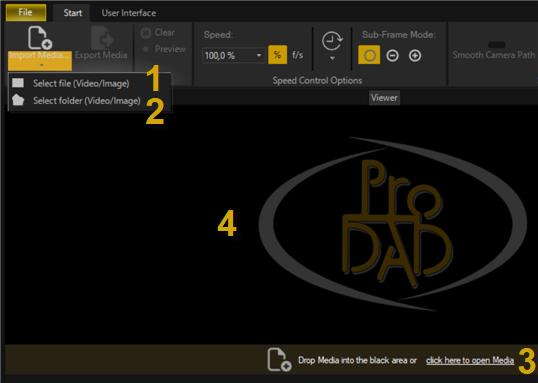 File Start User Interface
Import Media... Export Media Clear Speed: Sub-Frame Mode:
Preview 100,0 % % f/s Smooth Camera Path
Speed Control Options
Select file (Video/Image) 1
Select folder (Video/Image) 2
Viewer
Pro
DAD
4
Drop Media into the black area or click here to open Media 3